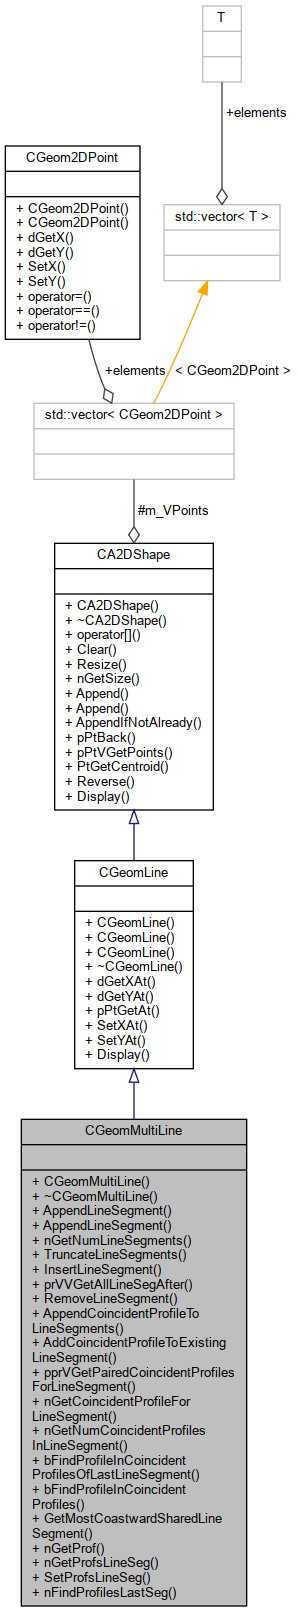 T
+elements
CGeom2DPoint
+ CGeom2DPoint()
+ CGeom2DPoint()
+ dGetX()
+ dGetY()
+ SetX()
+ SetY()
+ operator=()
+ operator==()
+ operator!=()
std::vector< T >
+elements
< CGeom2DPoint >
std::vector< CGeom2DPoint >
#m_VPoints
CA2DShape
+ CA2DShape()
+ ~CA2DShape()
+ operator[]()
+ Clear()
+ Resize()
+ nGetSize()
+ Append()
+ Append()
+ AppendIfNotAlready()
+ pPtBack()
+ pPtVGetPoints()
+ PtGetCentroid()
+ Reverse()
+ Display()
CGeomLine
+ CGeomLine()
+ CGeomLine()
+ CGeomLine()
+ ~CGeomLine()
+ dGetXAt()
+ dGetYAt()
+ pPtGetAt()
+ SetXAt()
+ SetYAt()
+ Display()
CGeomMultiLine
+ CGeomMultiLine()
+ ~CGeomMultiLine()
+ AppendLineSegment()
+ AppendLineSegment()
+ nGetNumLineSegments()
+ TruncateLineSegments()
+ InsertLineSegment()
+ prVVGetAllLineSegAfter()
+ RemoveLineSegment()
+ AppendCoincidentProfileTo
LineSegments()
+ AddCoincidentProfileToExisting
LineSegment()
+ pprVGetPairedCoincidentProfiles
ForLineSegment()
+ nGetCoincidentProfileFor
LineSegment()
+ nGetNumCoincidentProfiles
InLineSegment()
+ bFindProfileInCoincident
ProfilesOfLastLineSegment()
+ bFindProfileInCoincident
Profiles()
+ GetMostCoastwardSharedLine
Segment()
+ nGetProf()
+ nGetProfsLineSeg()
+ SetProfsLineSeg()
+ nFindProfilesLastSeg()